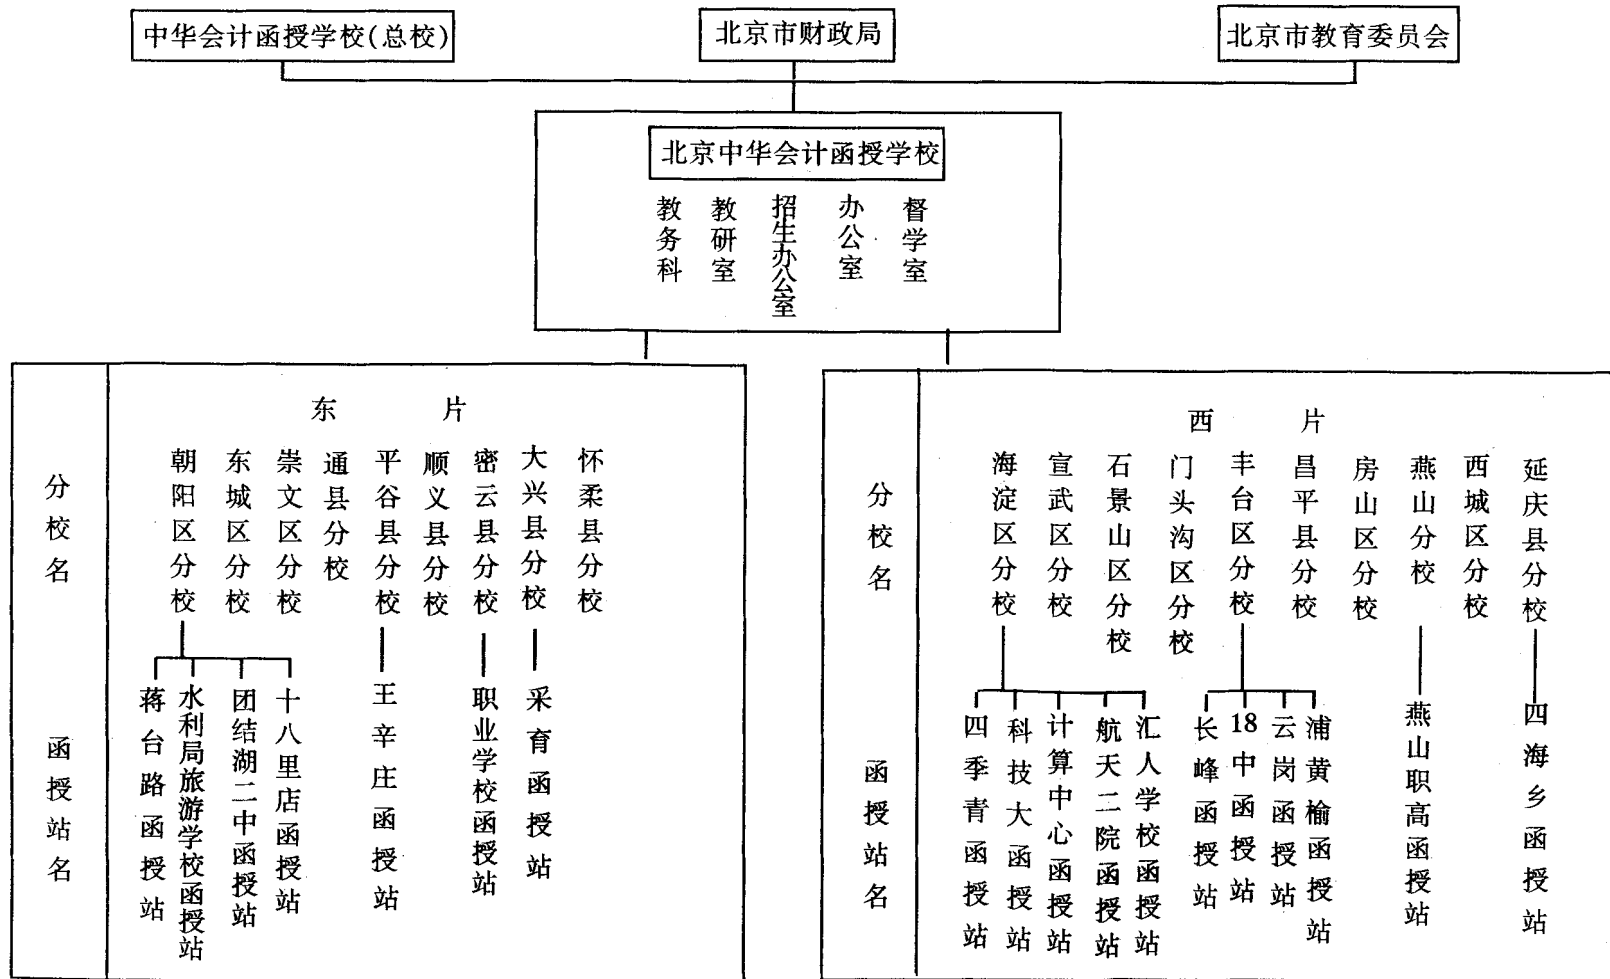 中华会计函授学校(总校)
北京市财政局
北京市教育委员会
北京中华会计函授学校
教务科
教研室
招生办公室
办公室
督学室
东片
分校名
朝阳区分校
东城区分校
崇文区分校
通县分校
平谷县分校
顺义县分校
密云县分校
大兴县分校
怀柔县分校
函授站名
蒋台路函授站
水利局旅游学校函授站
团结湖二中函授站
十八里店函授站
王辛庄函授站
职业学校函授站
采育函授站
西片
分校名
海淀区分校
宣武区分校
石景山区分校
门头沟区分校
丰台区分校
昌平县分校
房山区分校
燕山分校
西城区分校
延庆县分校
函授站名
四季青函授站
科技大函授站
计算中心函授站
航天二院函授站
汇人学校函授站
长峰函授站
18中函授站
云岗函授站
浦黄榆函授站
燕山职高函授站
四海乡函授站